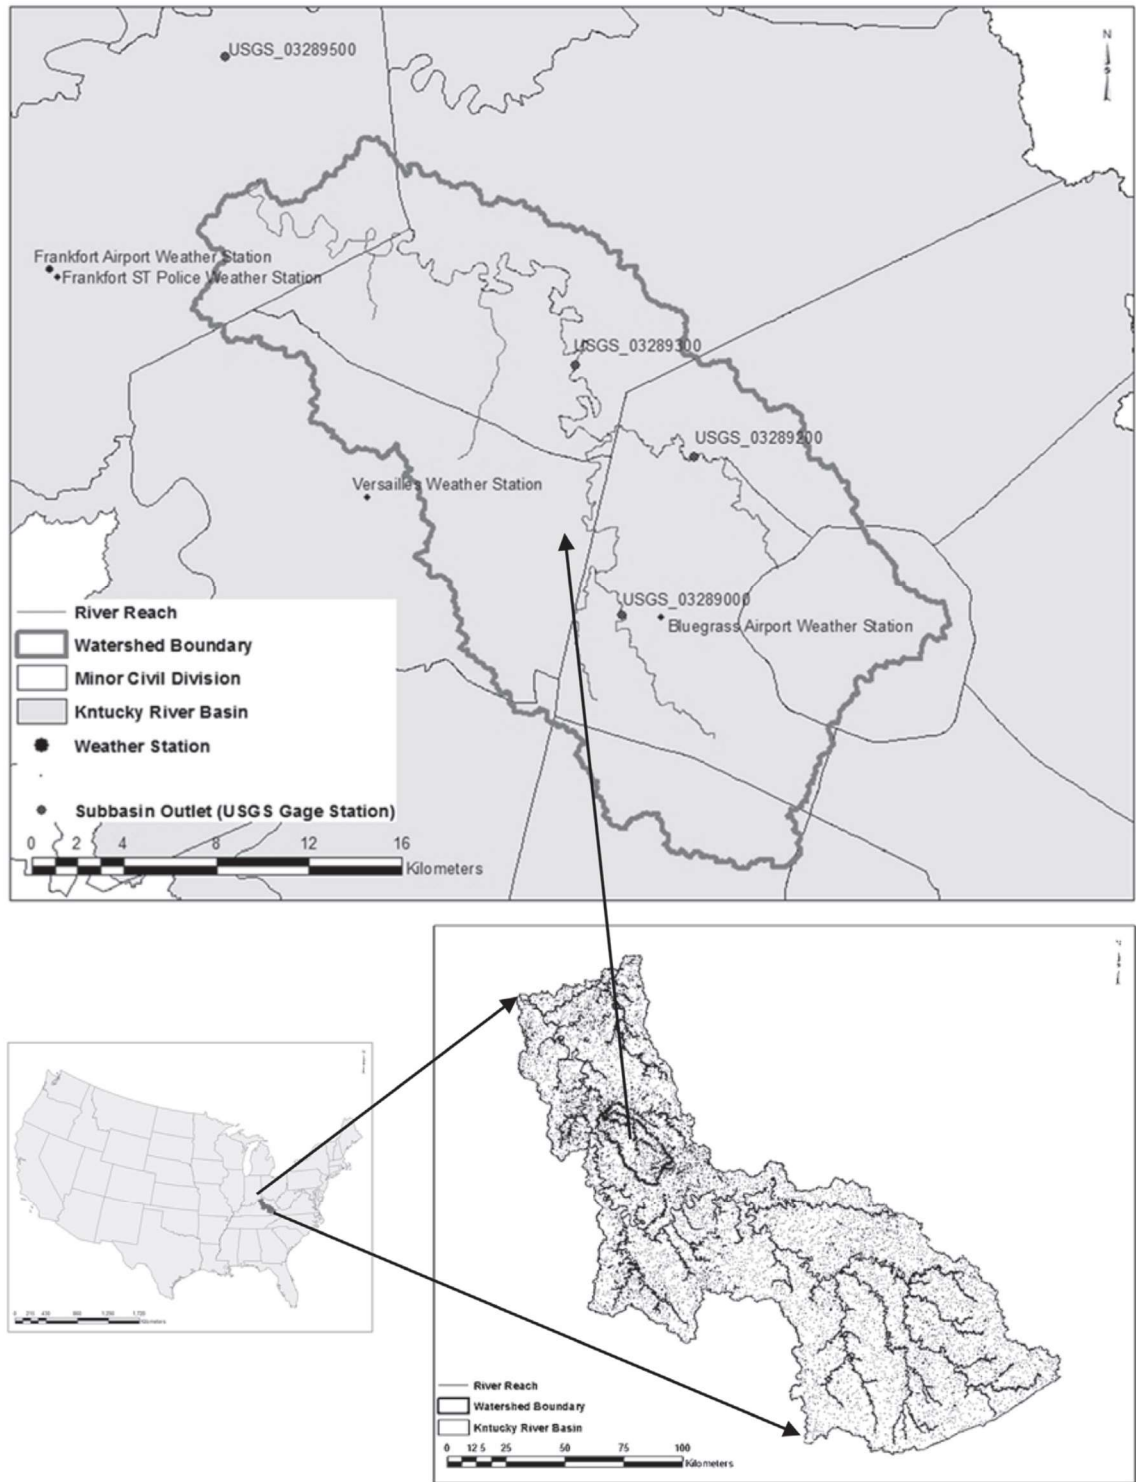 N
USGS_03289500
Frankfort Airport Weather Station
Frankfort ST Police Weather Station
USGS_03289300
USGS_03289200
Versailles Weather Station
USGS_03289000
Bluegrass Airport Weather Station
River Reach
Watershed Boundary
Minor Civil Division
Kntucky River Basin
Weather Station
Subbasin Outlet (USGS Gage Station)
0 2 4 8 12 16
Kilometers
River Reach
Watershed Boundary
Kntucky River Basin
0 12 5 25 50 75 100
Kilometers
Kilometers